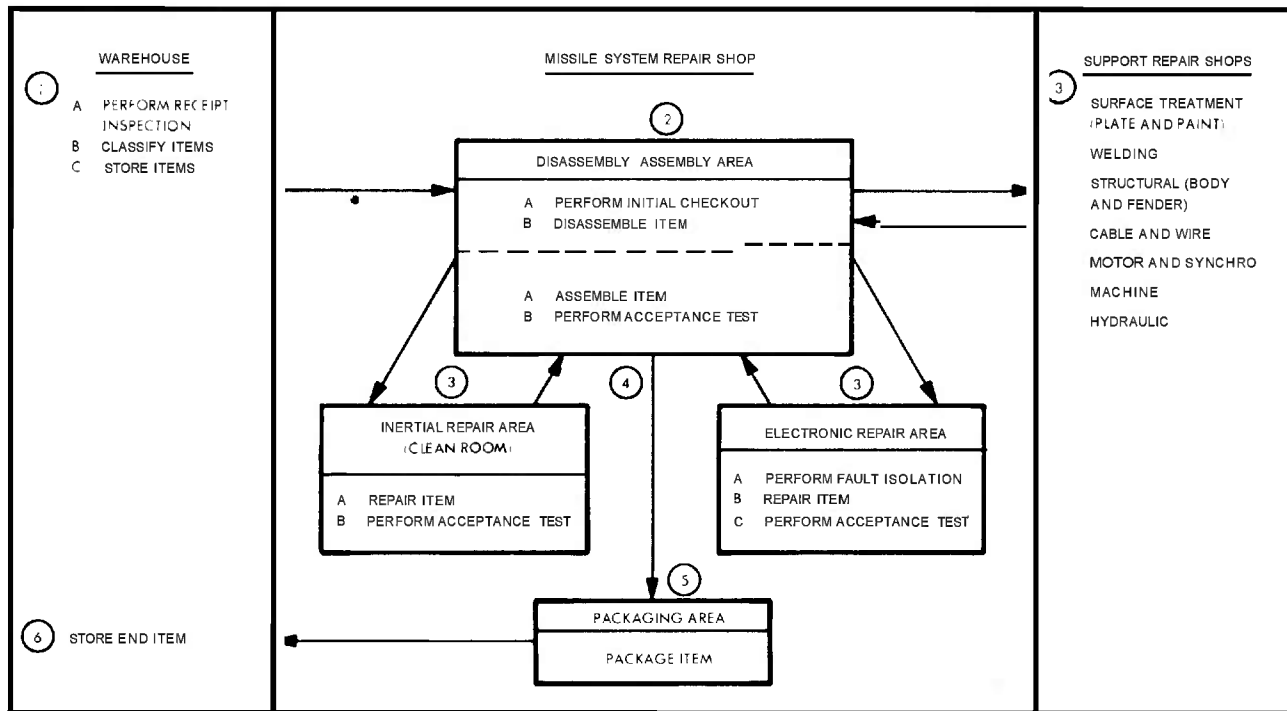 WAREHOUSE
1
A PERFORM RECEIPT
INSPECTION
B CLASSIFY ITEMS
C STORE ITEMS
6 STORE END ITEM
MISSILE SYSTEM REPAIR SHOP
2
DISASSEMBLY ASSEMBLY AREA
A PERFORM INITIAL CHECKOUT
B DISASSEMBLE ITEM
A ASSEMBLE ITEM
B PERFORM ACCEPTANCE TEST
3
INERTIAL REPAIR AREA
(CLEAN ROOM)
A REPAIR ITEM
B PERFORM ACCEPTANCE TEST
4
3
ELECTRONIC REPAIR AREA
A PERFORM FAULT ISOLATION
B REPAIR ITEM
C PERFORM ACCEPTANCE TEST
5
PACKAGING AREA
PACKAGE ITEM
3
SUPPORT REPAIR SHOPS
SURFACE TREATMENT
(PLATE AND PAINT)
WELDING
STRUCTURAL (BODY
AND FENDER)
CABLE AND WIRE
MOTOR AND SYNCHRO
MACHINE
HYDRAULIC